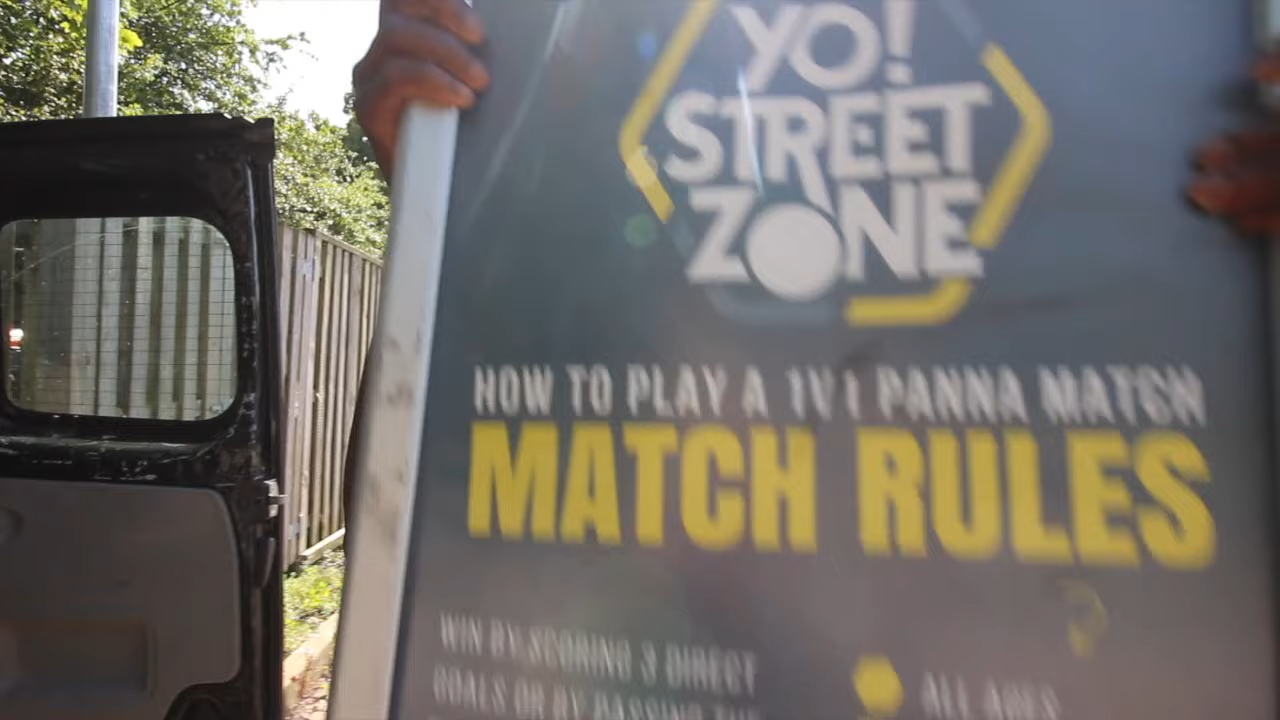 YO!
STREET
ZONE
HOW TO PLAY A 1V1 PANNA MATCH
MATCH RULES
WIN BY SCORING 3 DIRECT
GOALS OR BY PASSING THE
ALL AGES